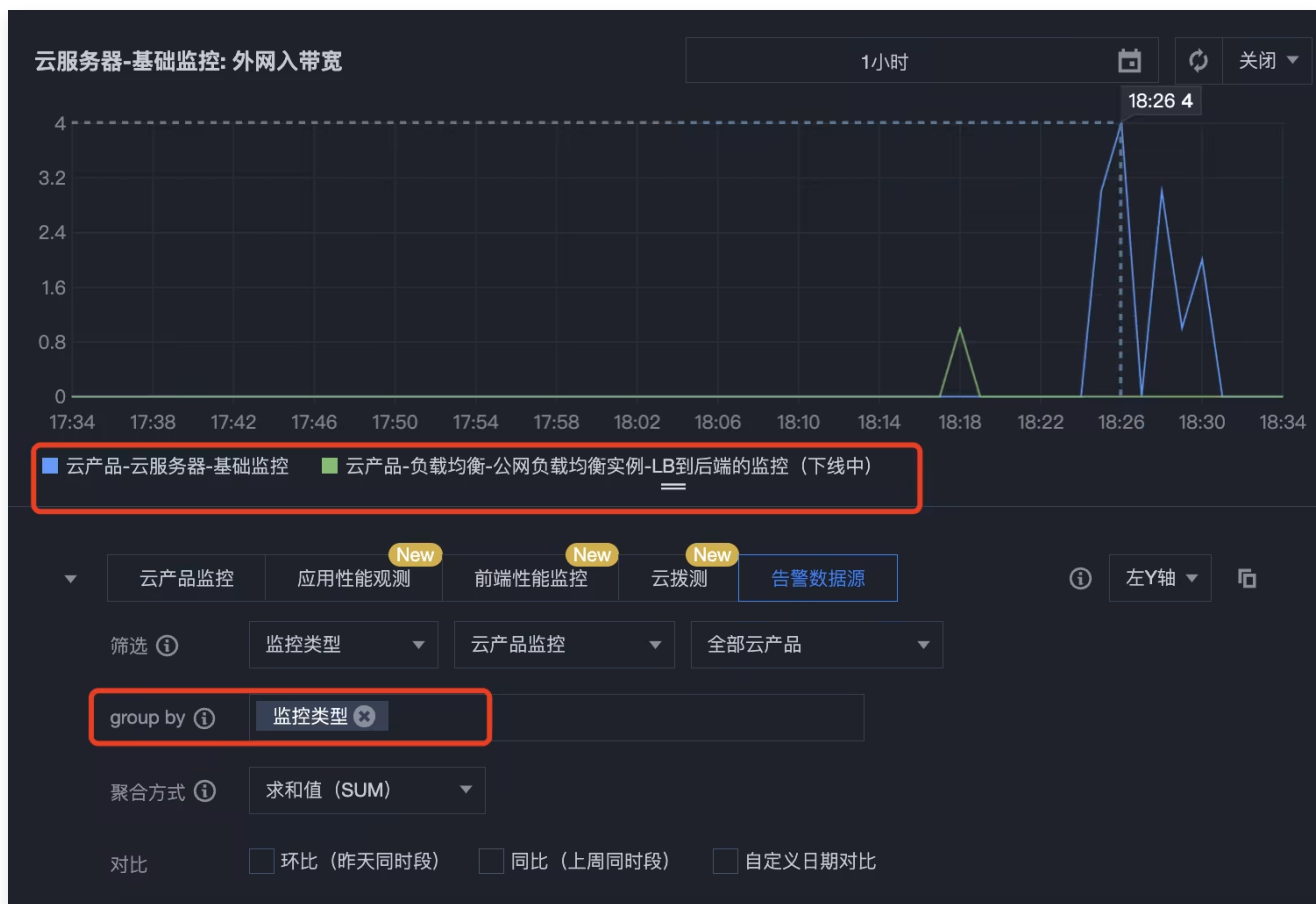 云服务器-基础监控: 外网入带宽
1小时
关闭
18:26 4
4
3.2
2.4
1.6
0.8
0
17:34 17:38 17:42 17:46 17:50 17:54 17:58 18:02 18:06 18:10 18:14 18:18 18:22 18:26 18:30 18:34
云产品-云服务器-基础监控 云产品-负载均衡-公网负载均衡实例-LB到后端的监控（下线中）
New New New
云产品监控 应用性能观测 前端性能监控 云拨测 告警数据源 左Y轴
筛选 监控类型 云产品监控 全部云产品
group by 监控类型
聚合方式 求和值（SUM）
对比 环比（昨天同时段） 同比（上周同时段） 自定义日期对比